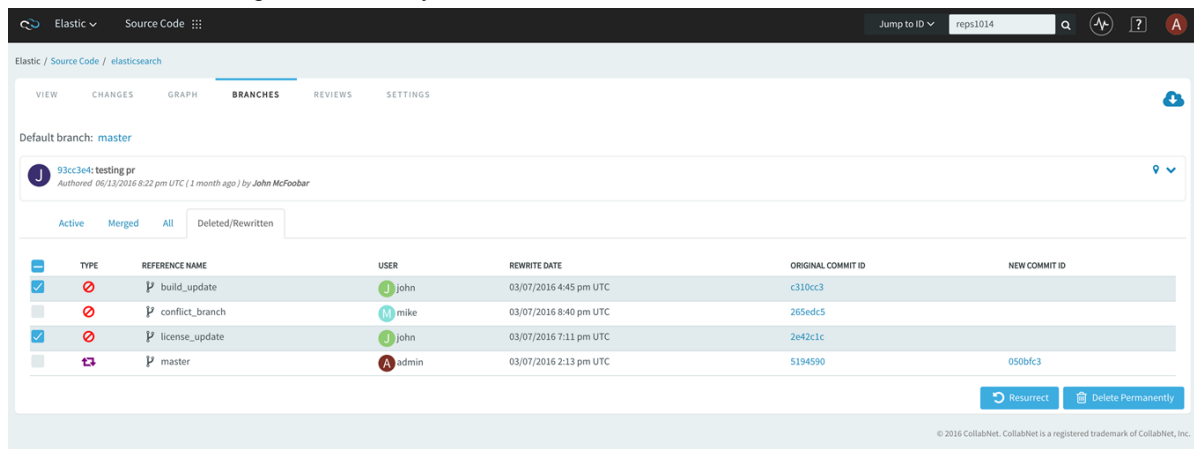 Elastic Source Code Jump to ID reps1014 ? A
Elastic / Source Code / elasticsearch
VIEW CHANGES GRAPH BRANCHES REVIEWS SETTINGS
Default branch: master
J 93cc3e4: testing pr
Authored 06/13/2016 8:22 pm UTC ( 1 month ago ) by John McFoobar
Active Merged All Deleted/Rewritten
TYPE REFERENCE NAME USER REWRITE DATE ORIGINAL COMMIT ID NEW COMMIT ID
build_update J john 03/07/2016 4:45 pm UTC c310cc3
conflict_branch M mike 03/07/2016 8:40 pm UTC 265edc5
license_update J john 03/07/2016 7:11 pm UTC 2e42c1c
master A admin 03/07/2016 2:13 pm UTC 5194590 050bfc3
Resurrect Delete Permanently
© 2016 CollabNet. CollabNet is a registered trademark of CollabNet, Inc.